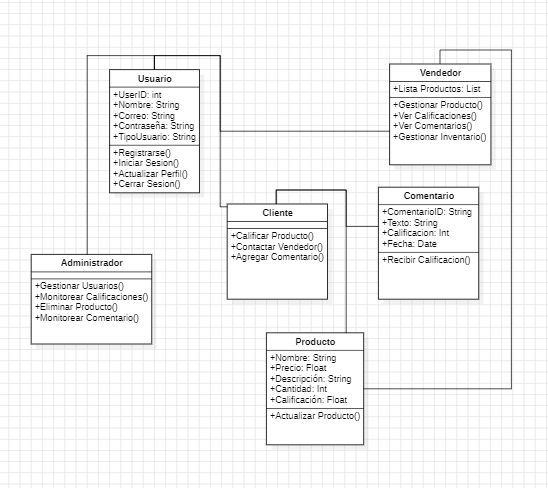 Usuario
+UserID: int
+Nombre: String
+Correo: String
+Contraseña: String
+TipoUsuario: String
+Registrarse()
+Iniciar Sesion()
+Actualizar Perfil()
+Cerrar Sesion()
Vendedor
+Lista Productos: List
+Gestionar Producto()
+Ver Calificaciones()
+Ver Comentarios()
+Gestionar Inventario()
Cliente
+Calificar Producto()
+Contactar Vendedor()
+Agregar Comentario()
Comentario
+ComentarioID: String
+Texto: String
+Calificacion: Int
+Fecha: Date
+Recibir Calificacion()
Administrador
+Gestionar Usuarios()
+Monitorear Calificaciones()
+Eliminar Producto()
+Monitorear Comentario()
Producto
+Nombre: String
+Precio: Float
+Descripción: String
+Cantidad: Int
+Calificación: Float
+Actualizar Producto()